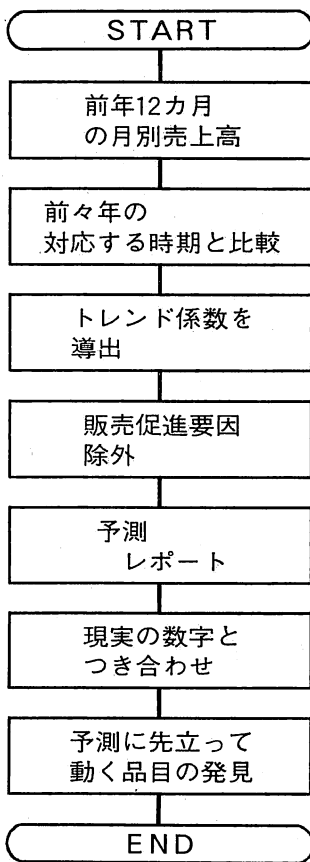 START
前年12カ月
の月別売上高
前々年の
対応する時期と比較
トレンド係数を
導出
販売促進要因
除外
予測
レポート
現実の数字と
つき合わせ
予測に先立って
動く品目の発見
END